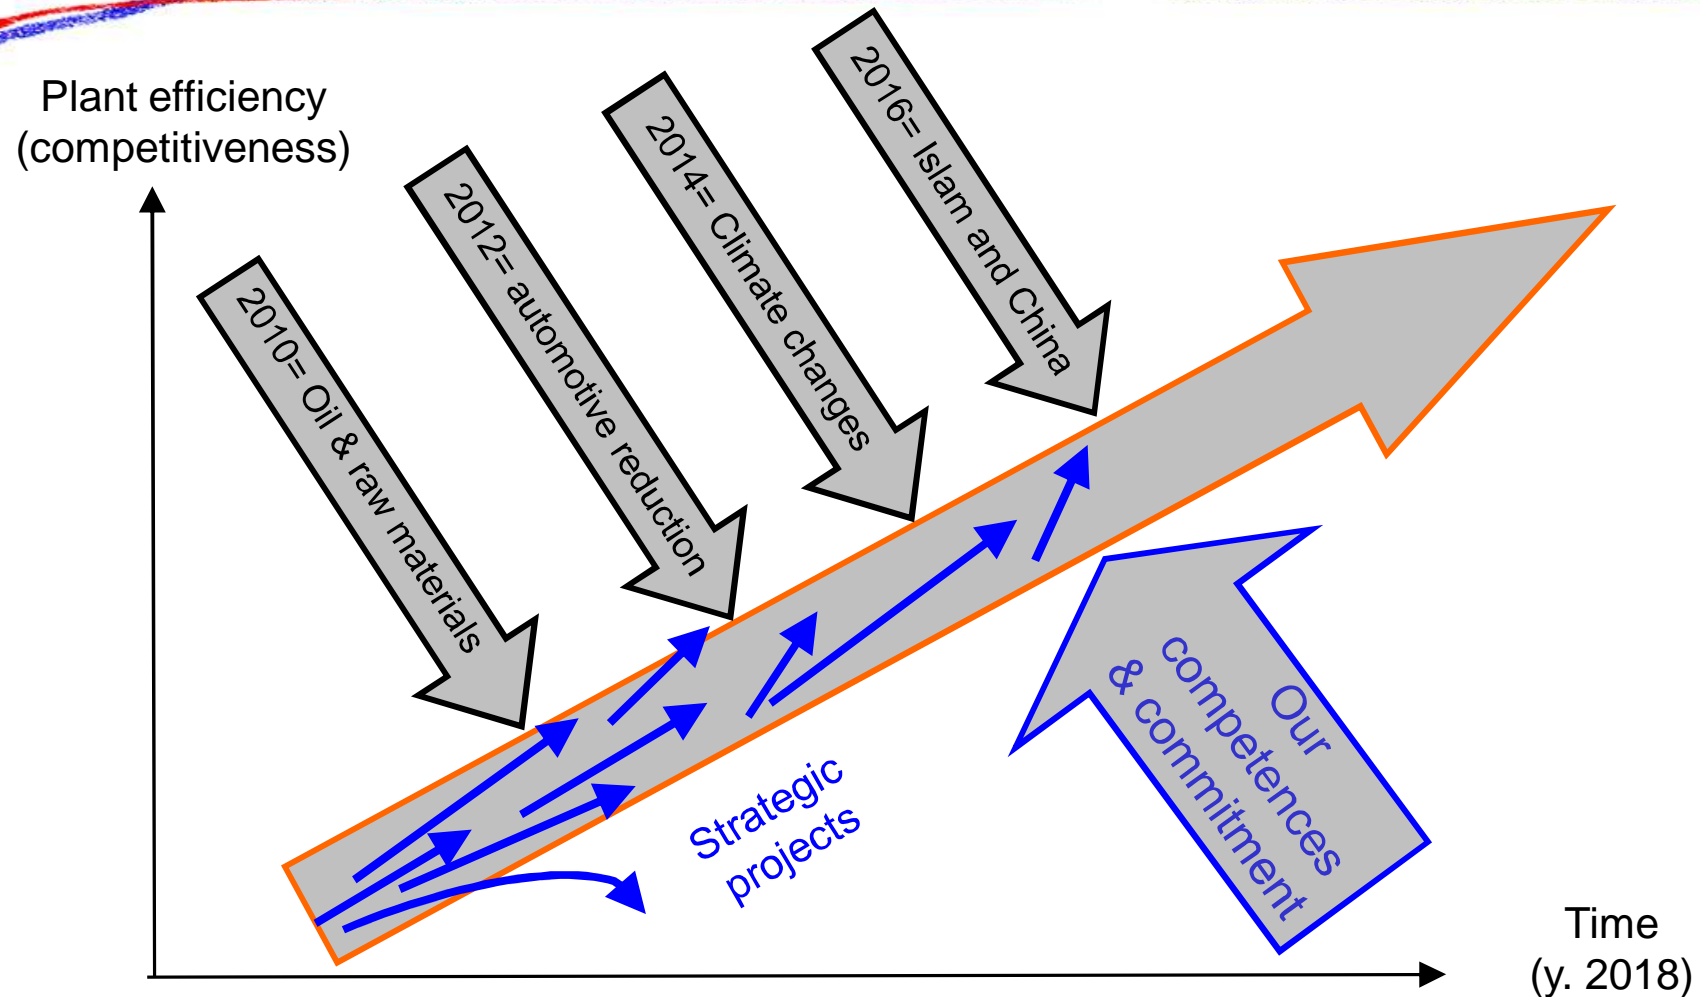 Plant efficiency
(competitiveness)
2010= Oil & raw materials
2012= automotive reduction
2014= Climate changes
2016= Islam and China
Strategic
projects
Our
competences
& commitment
Time
(y. 2018)